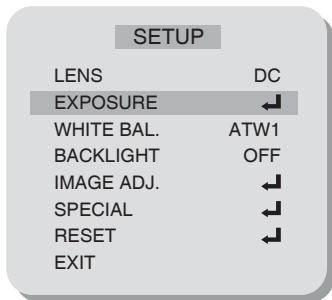 SETUP
LENS DC
EXPOSURE ↵
WHITE BAL. ATW1
BACKLIGHT OFF
IMAGE ADJ. ↵
SPECIAL ↵
RESET ↵
EXIT